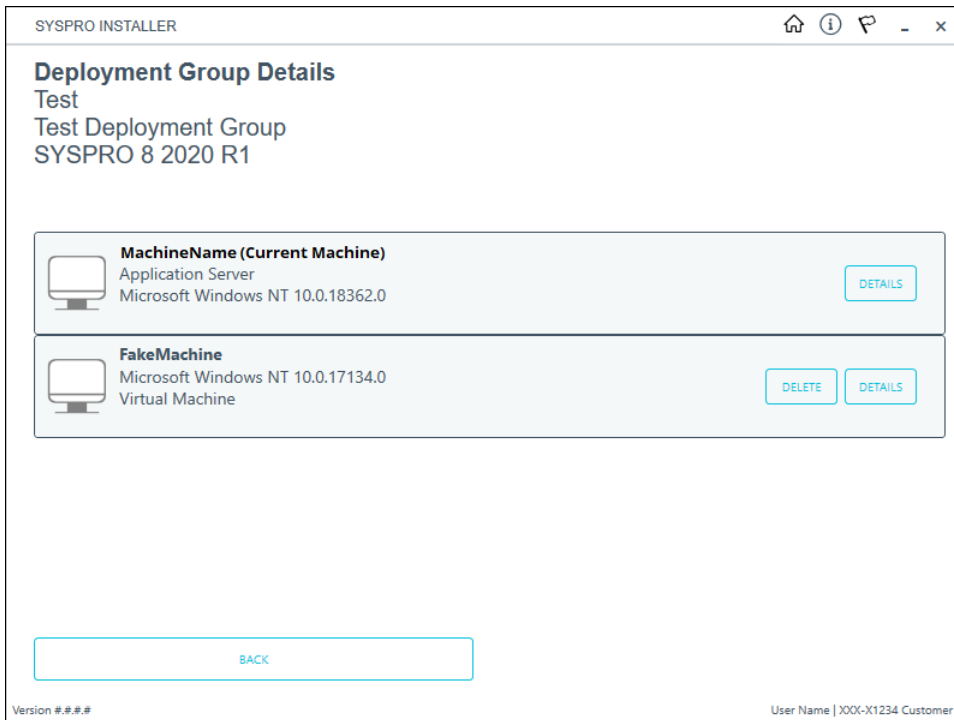 SYSPRO INSTALLER
Deployment Group Details
Test
Test Deployment Group
SYSPRO 8 2020 R1
MachineName (Current Machine)
Application Server
Microsoft Windows NT 10.0.18362.0
DETAILS
FakeMachine
Microsoft Windows NT 10.0.17134.0
Virtual Machine
DELETE
DETAILS
BACK
Version #.#.#.#
User Name | XXX-X1234 Customer